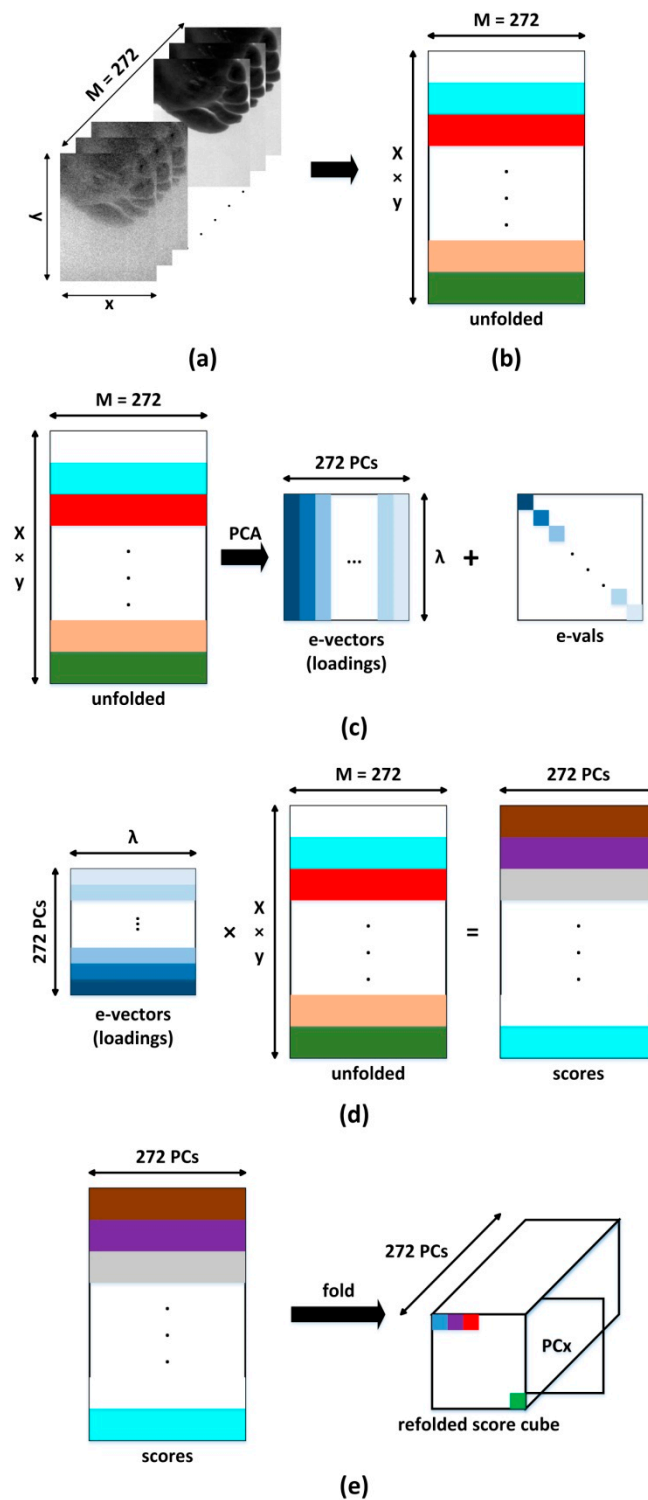 M = 272
y
x
(a)
M = 272
X
×
y
unfolded
(b)
M = 272
X
×
y
unfolded
PCA
272 PCs
...
λ
e-vectors
(loadings)
+
e-vals
(c)
λ
272 PCs
...
e-vectors
(loadings)
×
M = 272
X
×
y
unfolded
=
272 PCs
scores
(d)
272 PCs
scores
fold
272 PCs
PCx
refolded score cube
(e)